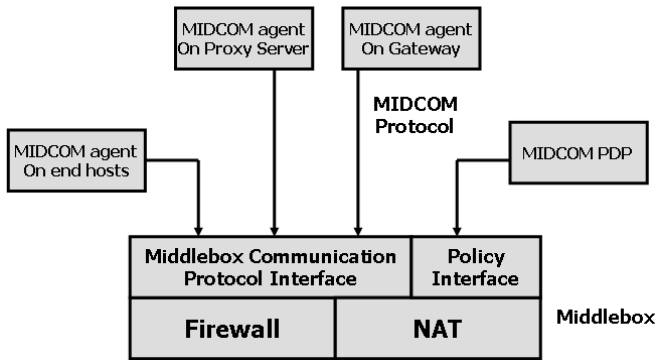 MIDCOM agent
On Proxy Server
MIDCOM agent
On Gateway
MIDCOM
Protocol
MIDCOM agent
On end hosts
MIDCOM PDP
Middlebox Communication
Protocol Interface
Policy
Interface
Firewall
NAT
Middlebox